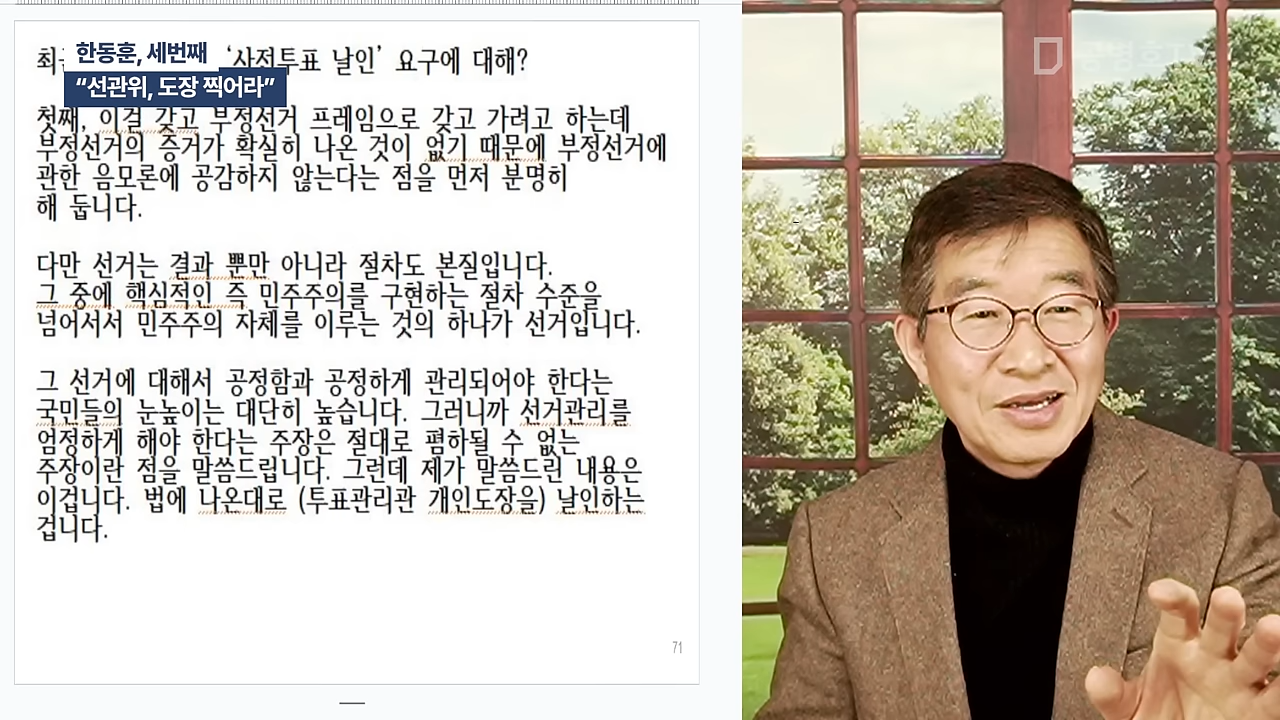 한동훈, 세번째
“선관위, 도장 찍어라”
‘사전투표 날인’ 요구에 대해?
첫째, 이걸 갖고 부정선거 프레임으로 갖고 가려고 하는데
부정선거의 증거가 확실히 나온 것이 없기 때문에 부정선거에
관한 음모론에 공감하지 않는다는 점을 먼저 분명히
해 둡니다.
다만 선거는 결과 뿐만 아니라 절차도 본질입니다.
그 중에 핵심적인 즉 민주주의를 구현하는 절차 수준을
넘어서서 민주주의 자체를 이루는 것의 하나가 선거입니다.
그 선거에 대해서 공정함과 공정하게 관리되어야 한다는
국민들의 눈높이는 대단히 높습니다. 그러니까 선거관리를
엄정하게 해야 한다는 주장은 절대로 폄하될 수 없는
주장이란 점을 말씀드립니다. 그런데 제가 말씀드린 내용은
이겁니다. 법에 나온대로 (투표관리관 개인도장을) 날인하는
겁니다.
71